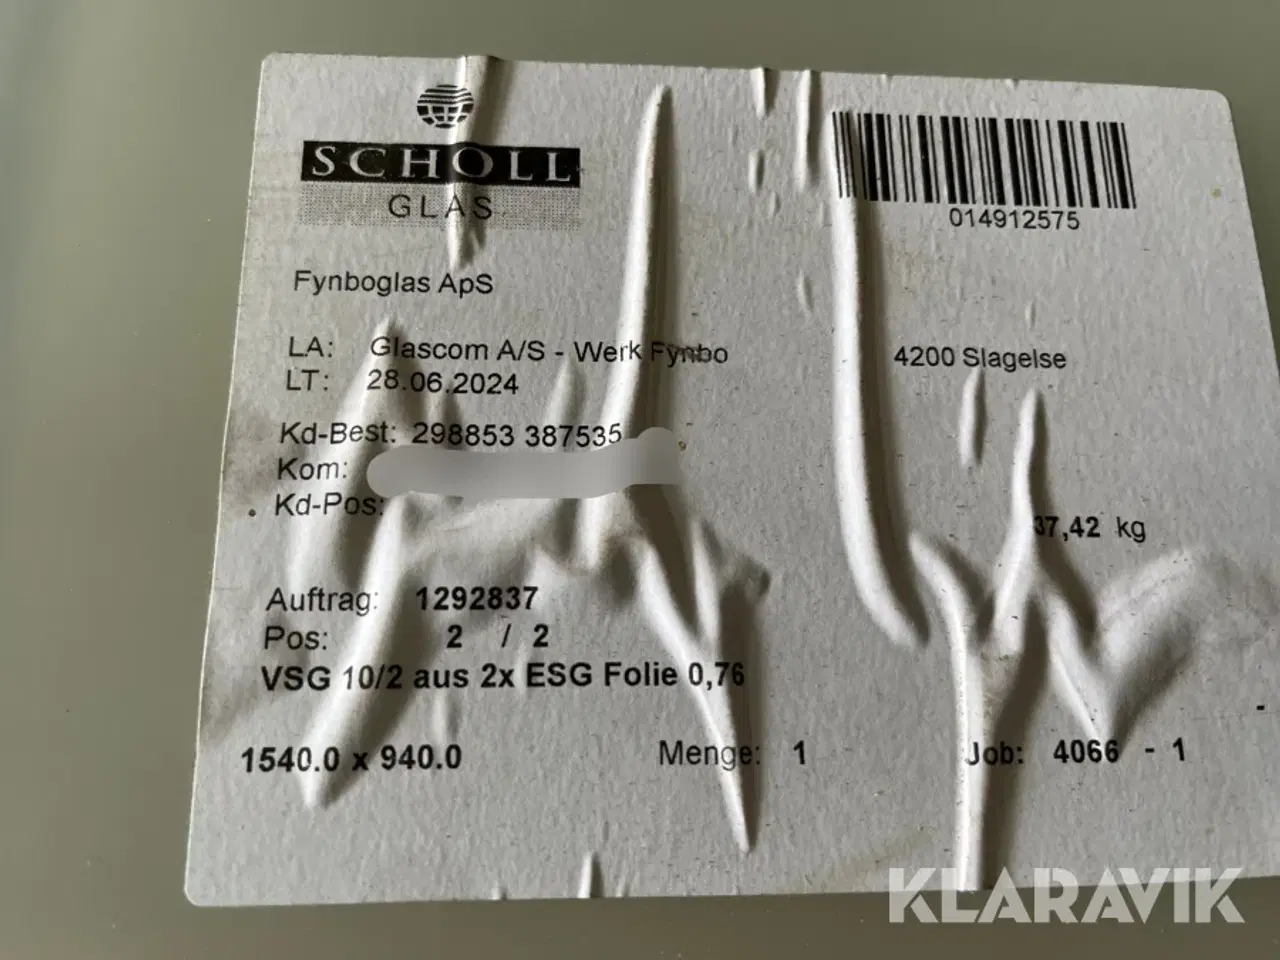 SCHOLL
GLAS
014912575
Fynboglas ApS
LA: Glascom A/S - Werk Fynbo 4200 Slagelse
LT: 28.06.2024
Kd-Best: 298853 387535
Kom:
Kd-Pos:
37,42 kg
Auftrag: 1292837
Pos: 2 / 2
VSG 10/2 aus 2x ESG Folie 0,76
1540.0 x 940.0 Menge: 1 Job: 4066 - 1
KLARAVIK